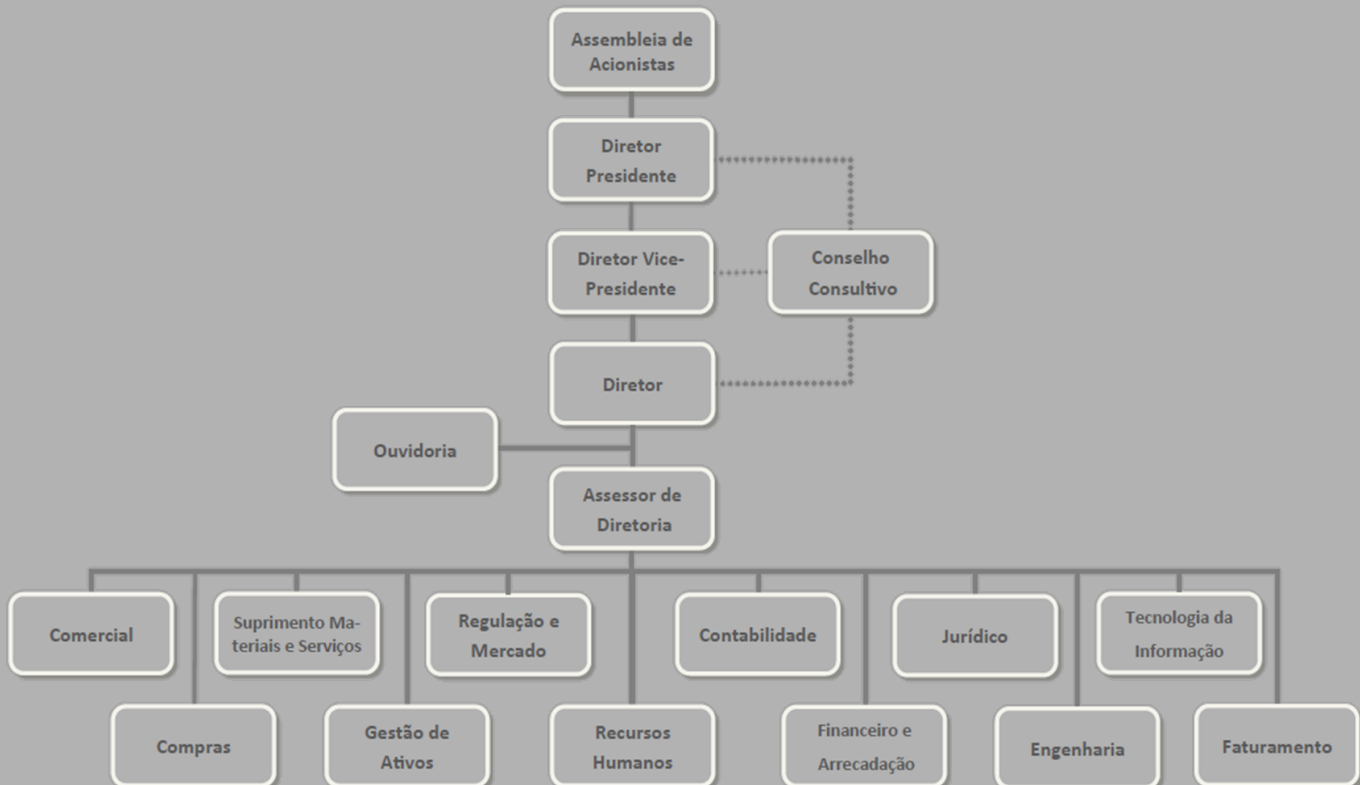 Assembleia de
Acionistas
Diretor
Presidente
Diretor Vice-
Presidente
Conselho
Consultivo
Diretor
Ouvidoria
Assessor de
Diretoria
Comercial
Suprimento Ma-
teriais e Serviços
Regulação e
Mercado
Contabilidade
Jurídico
Tecnologia da
Informação
Compras
Gestão de
Ativos
Recursos
Humanos
Financeiro e
Arrecadação
Engenharia
Faturamento